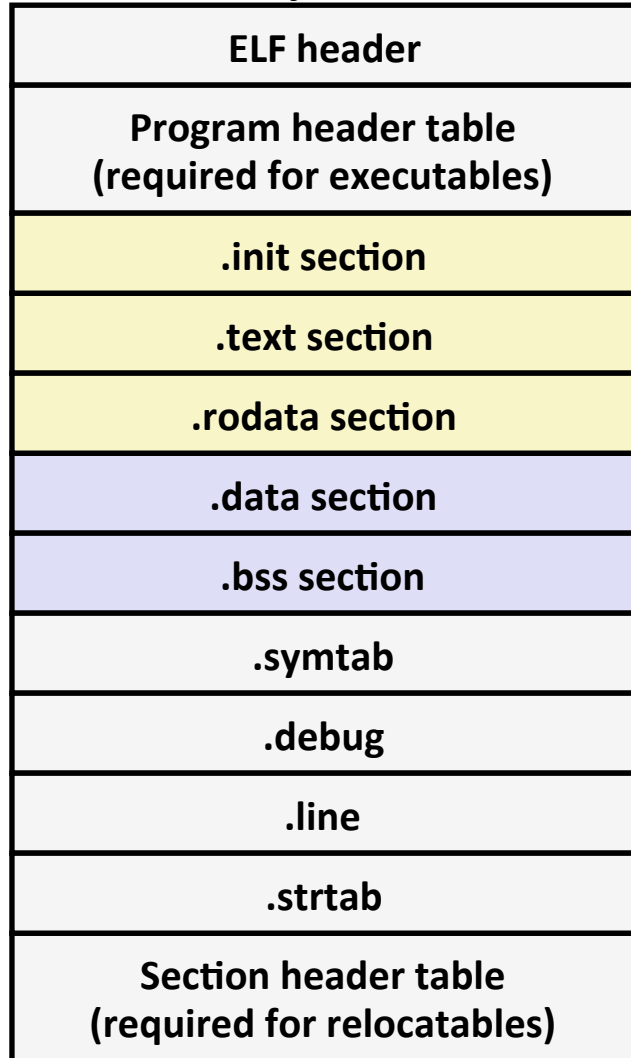 ELF header
Program header table
(required for executables)
.init section
.text section
.rodata section
.data section
.bss section
.symtab
.debug
.line
.strtab
Section header table
(required for relocatables)